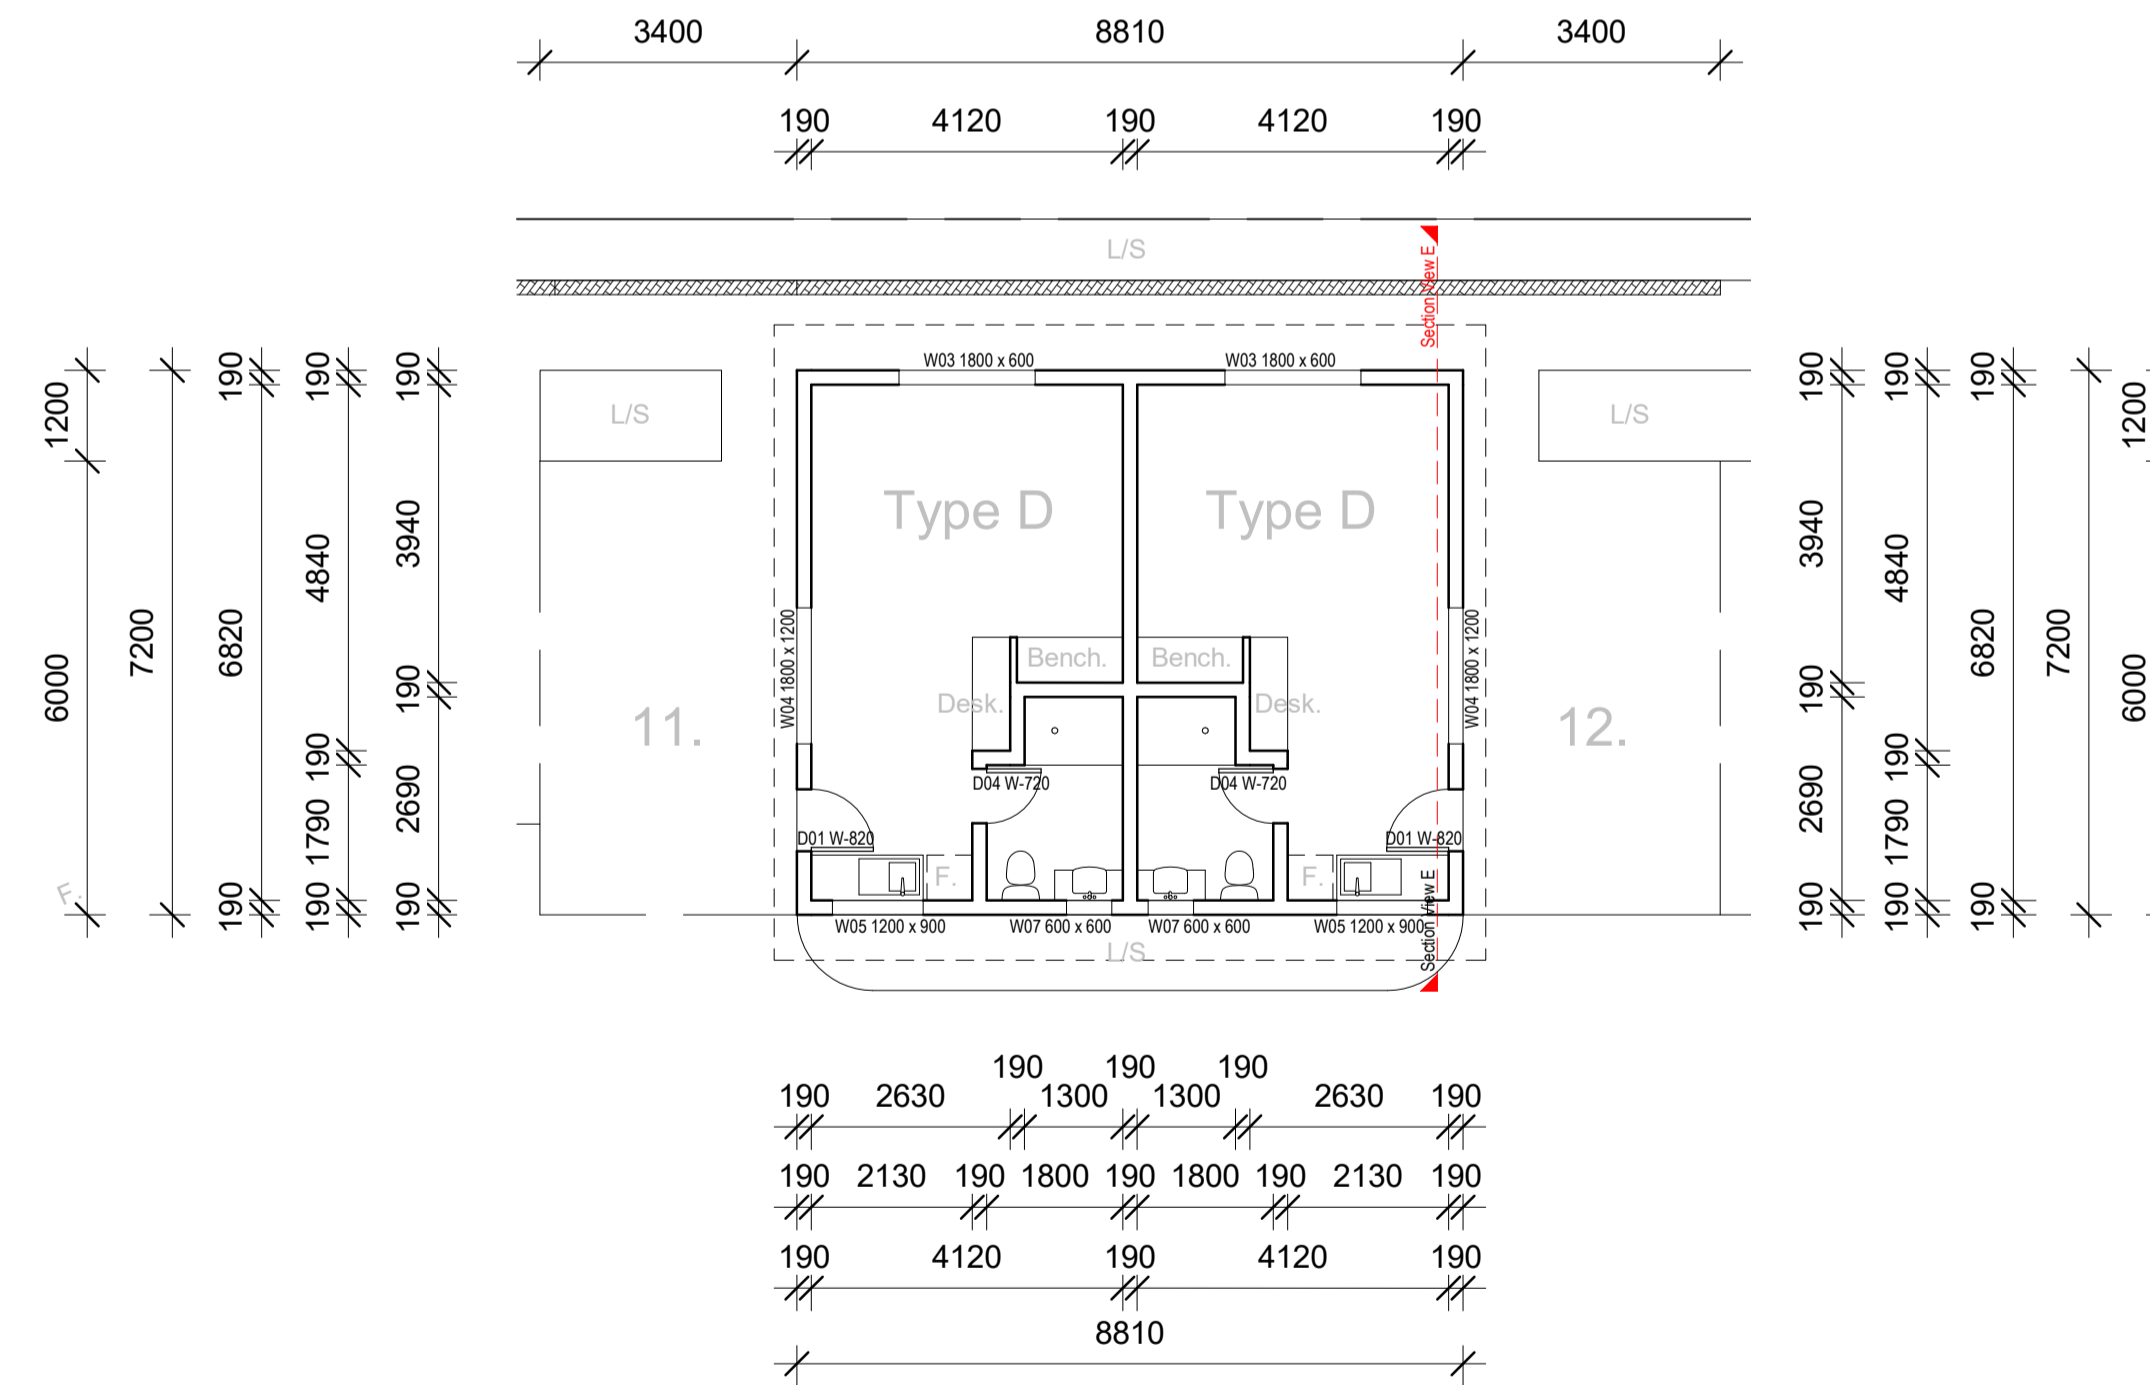 3400 8810 3400
190 4120 190 4120 190
L/S
Section View E
W03 1800 x 600 W03 1800 x 600
1200 6000
7200
190 6820 190
190 4840 190 1790 190
190 3940 190 2690 190
L/S
L/S
Type D Type D
W04 1800 x 1200
W04 1800 x 1200
Bench. Bench.
Desk. Desk.
11. 12.
D04 W-720 D04 W-720
D01 W-820 D01 W-820
F. F.
F.
W05 1200 x 900 W07 600 x 600 W07 600 x 600 W05 1200 x 900
L/S
Section View E
190 3940 190 2690 190
190 4840 190 1790 190
190 6820 190
7200
1200 6000
190 190 190
190 2630 1300 1300 2630 190
190 2130 190 1800 190 1800 190 2130 190
190 4120 190 4120 190
8810